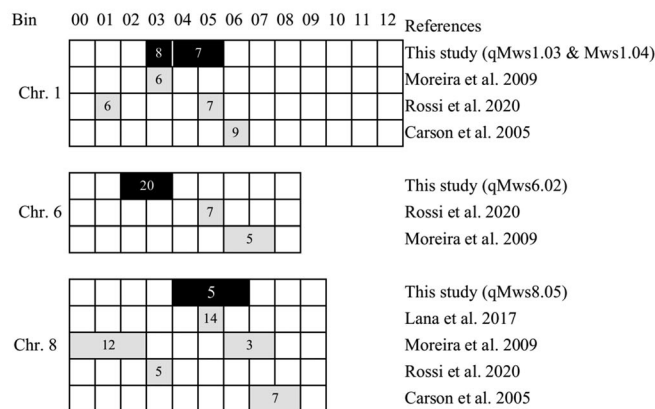 Bin 00 01 02 03 04 05 06 07 08 09 10 11 12 References
8 7 This study (qMws1.03 & Mws1.04)
6 Moreira et al. 2009
Chr. 1
6 7 Rossi et al. 2020
9 Carson et al. 2005
20 This study (qMws6.02)
Chr. 6 7 Rossi et al. 2020
5 Moreira et al. 2009
5 This study (qMws8.05)
14 Lana et al. 2017
Chr. 8 12 3 Moreira et al. 2009
5 Rossi et al. 2020
7 Carson et al. 2005